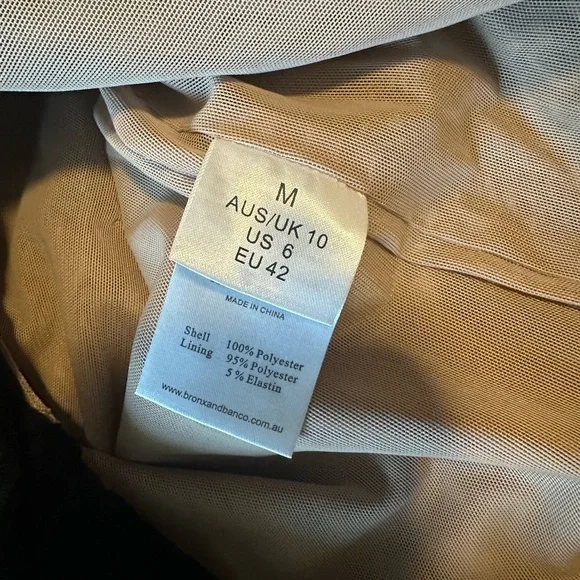 M
AUS/UK 10
US 6
EU 42
MADE IN CHINA
Shell 100% Polyester
Lining 95% Polyester
5% Elastin
www.bronxandbanco.com.au